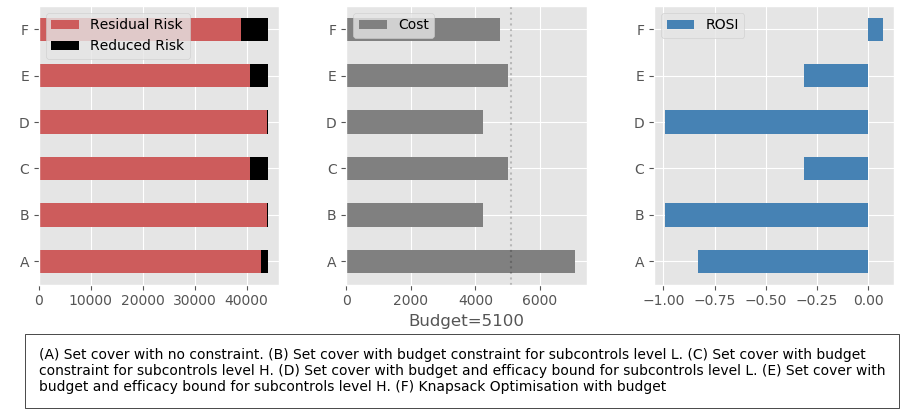 Residual Risk
Reduced Risk
F
E
D
C
B
A
0 10000 20000 30000 40000
Cost
F
E
D
C
B
A
0 2000 4000 6000
Budget=5100
ROSI
F
E
D
C
B
A
−1.00 −0.75 −0.50 −0.25 0.00
(A) Set cover with no constraint. (B) Set cover with budget constraint for subcontrols level L. (C) Set cover with budget
constraint for subcontrols level H. (D) Set cover with budget and efficacy bound for subcontrols level L. (E) Set cover with
budget and efficacy bound for subcontrols level H. (F) Knapsack Optimisation with budget